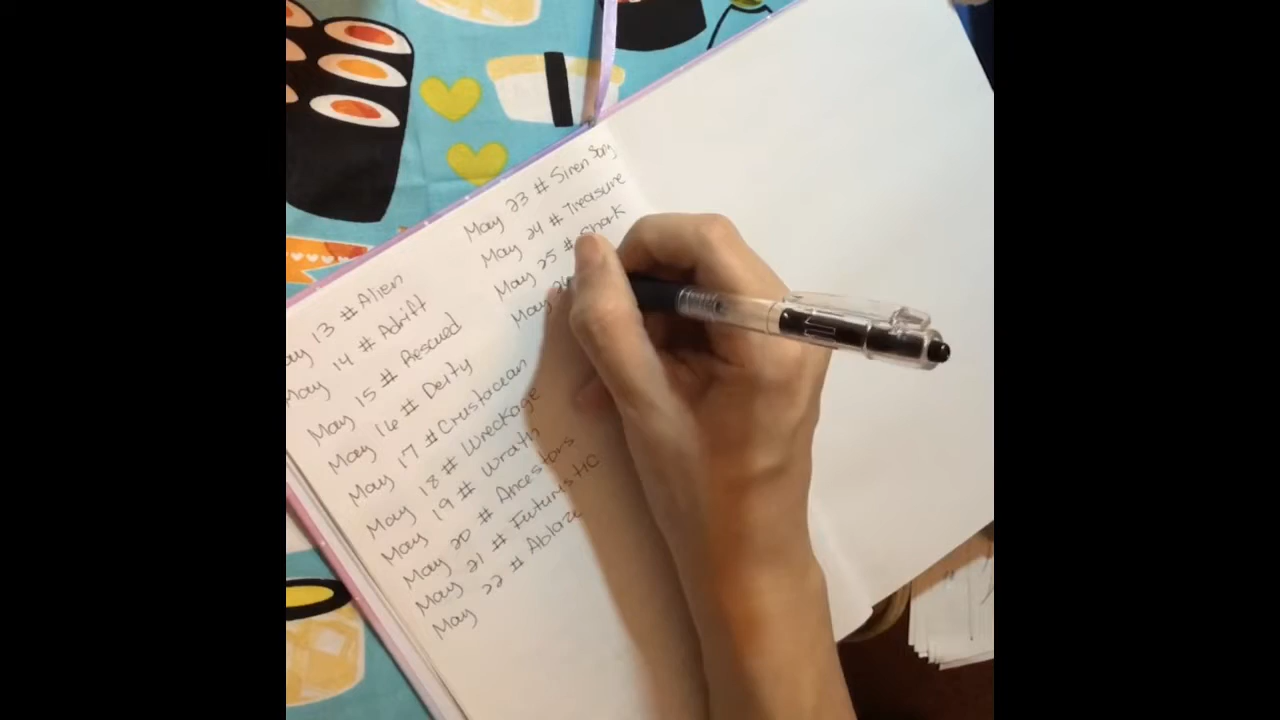 May 13 # Alien
May 14 # Adrift
May 15 # Rescued
May 16 # Deity
May 17 # Crustacean
May 18 # Wreckage
May 19 # Wrath
May 20 # Ancestors
May 21 # Futuristic
May 22 # Ablaze
May 23 # Siren Song
May 24 # Treasure
May 25 # Shark
May 26